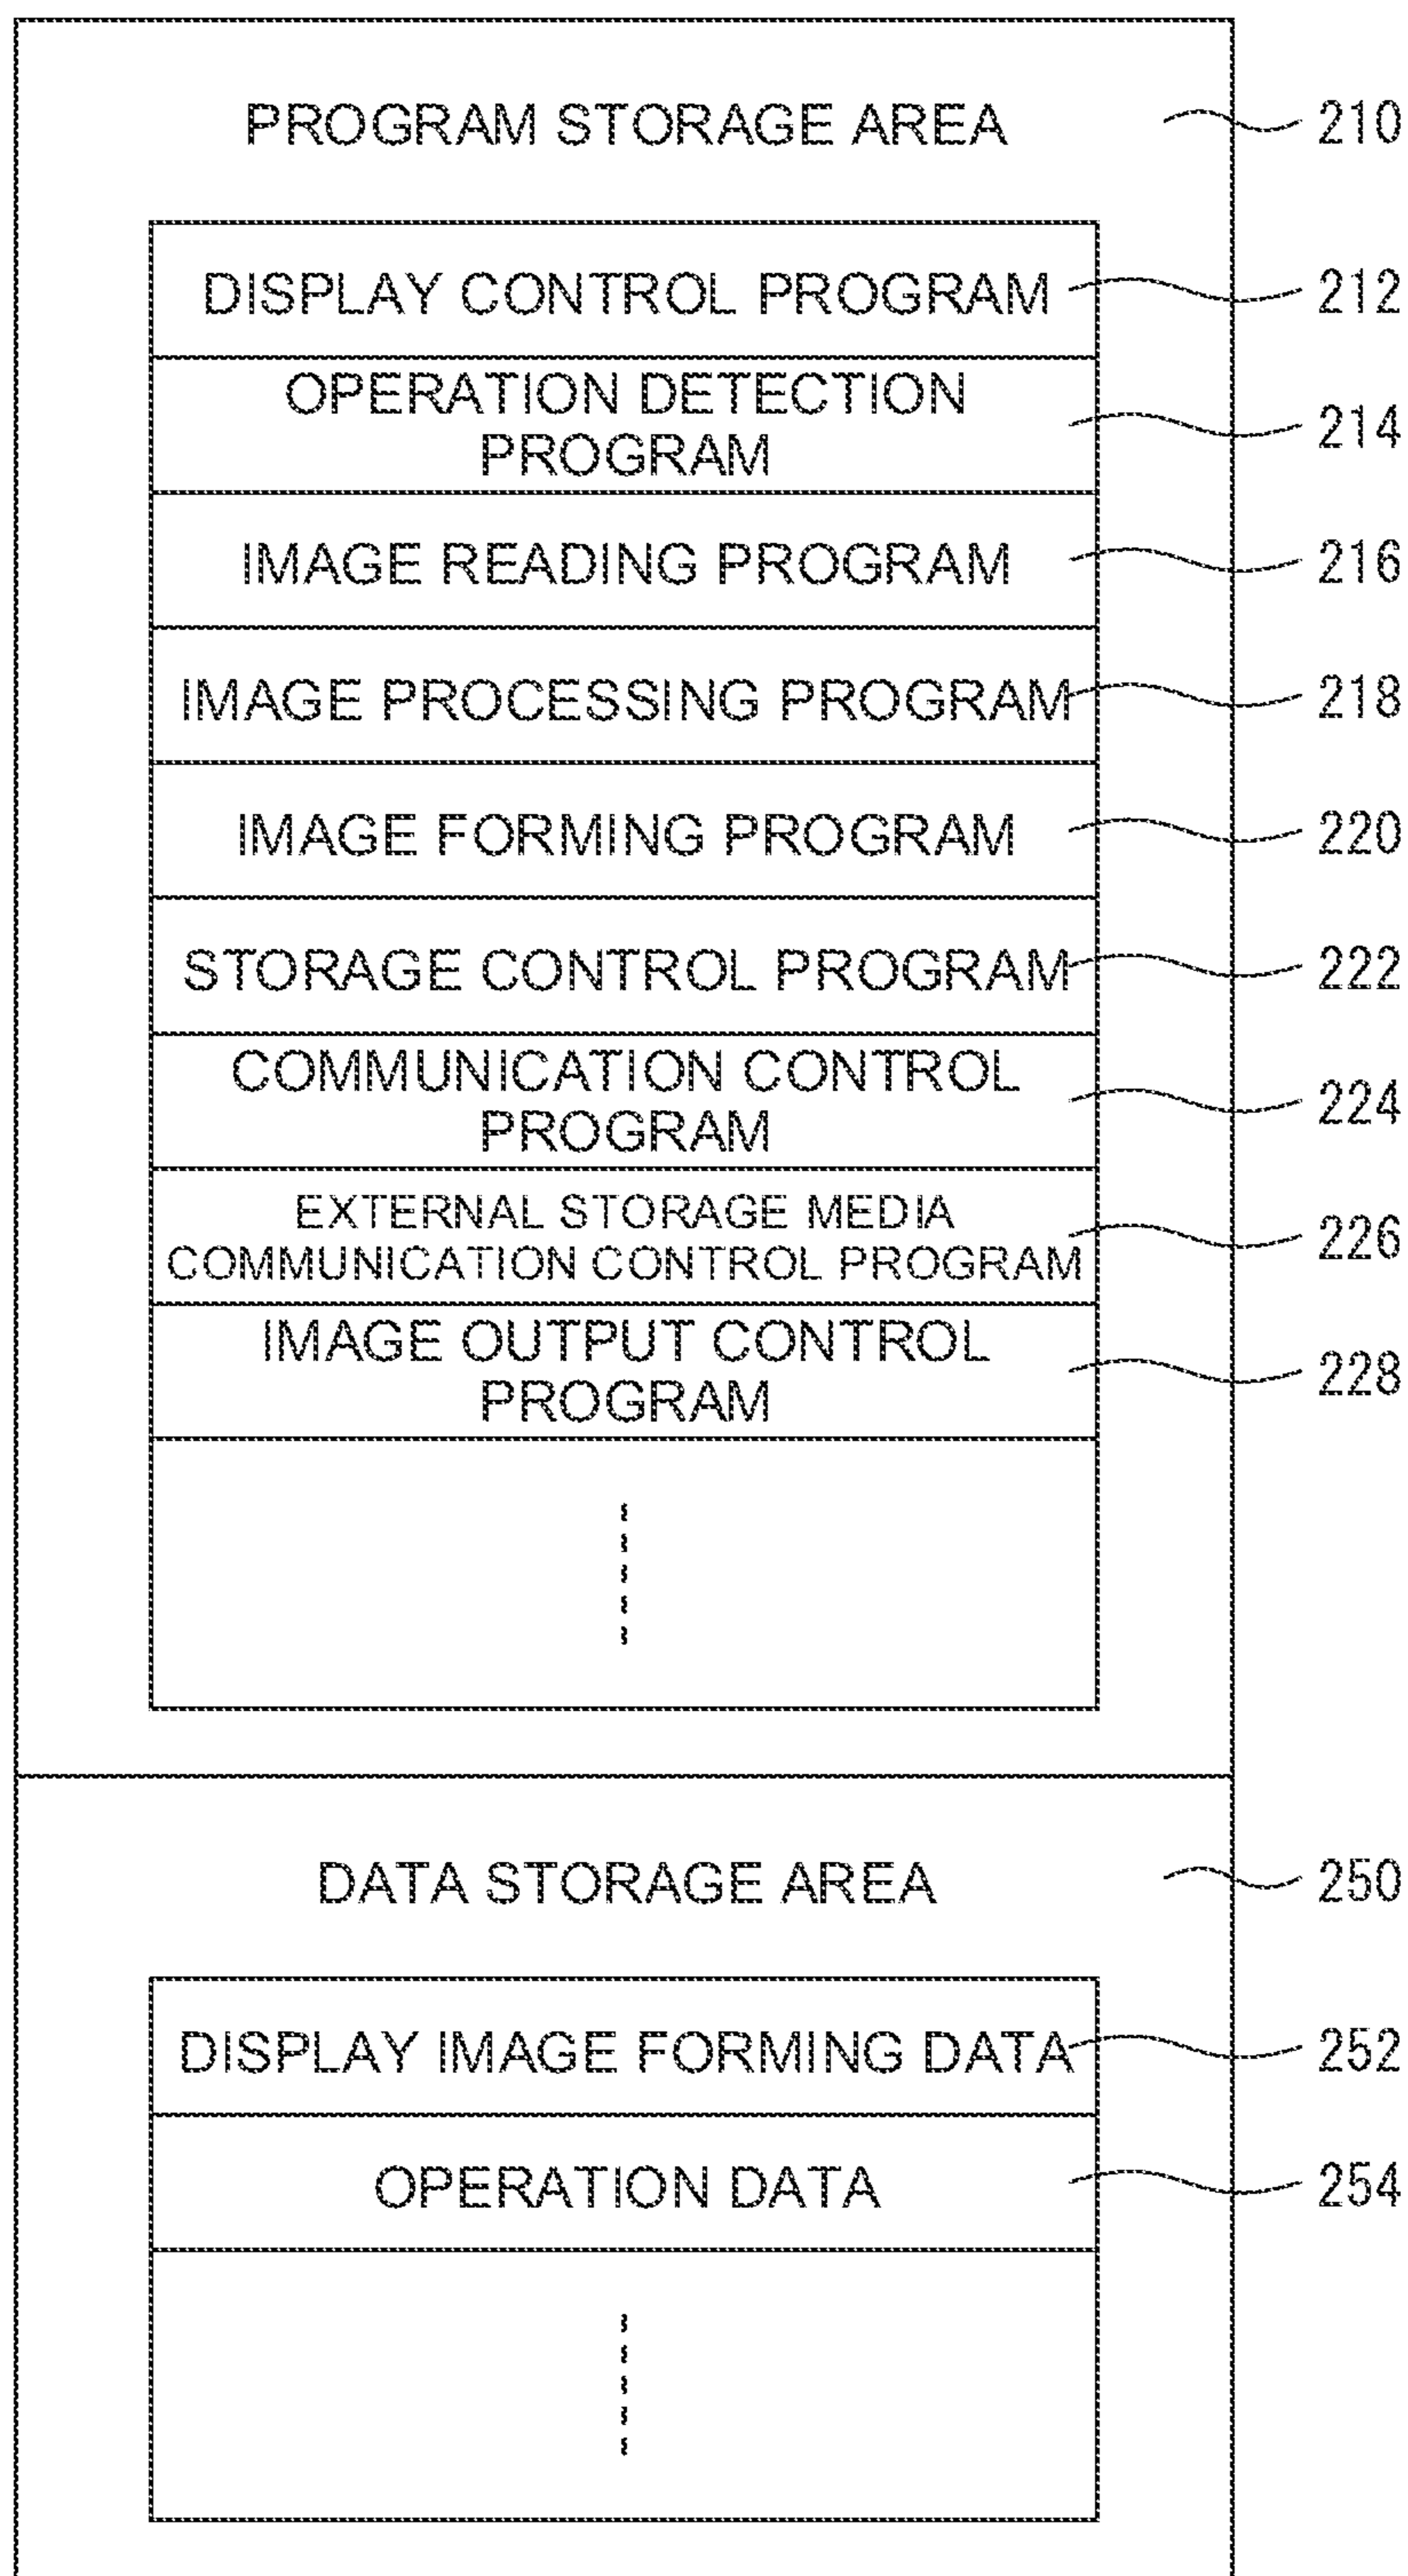 PROGRAM STORAGE AREA 210
DISPLAY CONTROL PROGRAM 212
OPERATION DETECTION
PROGRAM 214
IMAGE READING PROGRAM 216
IMAGE PROCESSING PROGRAM 218
IMAGE FORMING PROGRAM 220
STORAGE CONTROL PROGRAM 222
COMMUNICATION CONTROL
PROGRAM 224
EXTERNAL STORAGE MEDIA
COMMUNICATION CONTROL PROGRAM 226
IMAGE OUTPUT CONTROL
PROGRAM 228
DATA STORAGE AREA 250
DISPLAY IMAGE FORMING DATA 252
OPERATION DATA 254